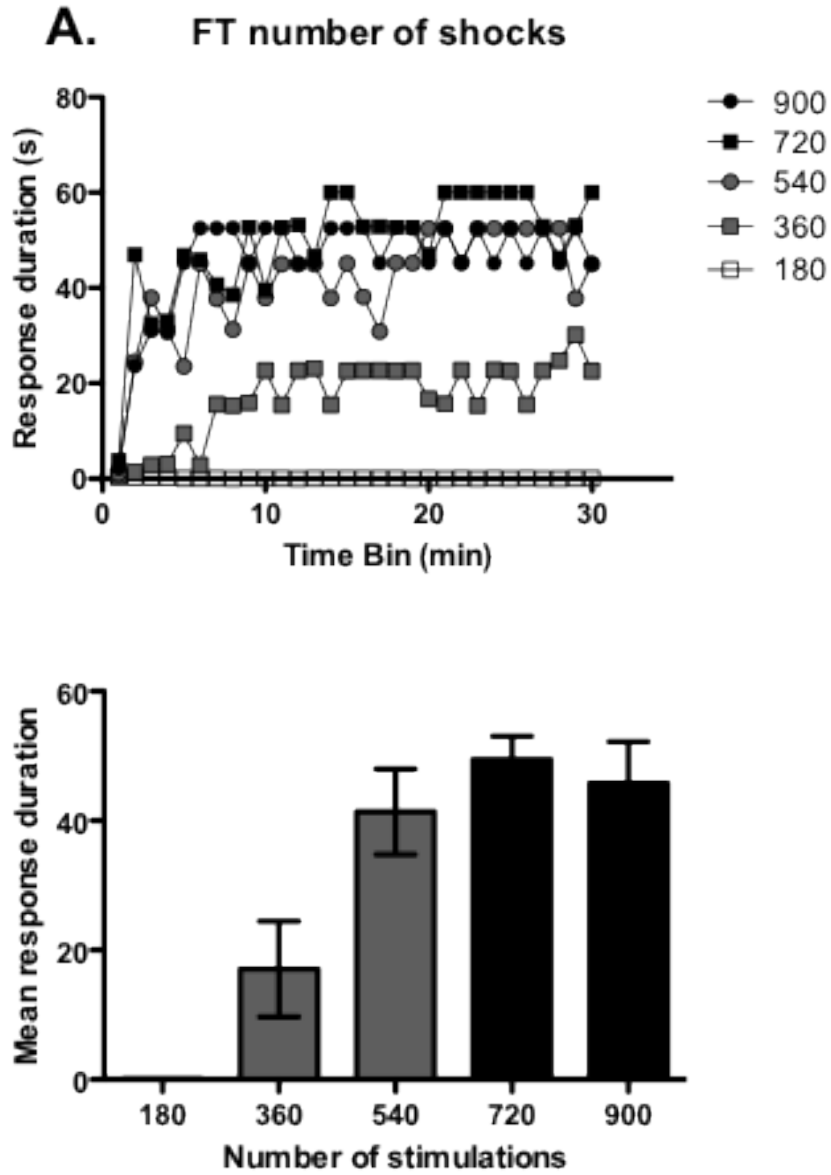 A. FT number of shocks
80
60
40
20
0
Response duration (s)
0 10 20 30
Time Bin (min)
900
720
540
360
180
60
40
20
0
Mean response duration
180 360 540 720 900
Number of stimulations